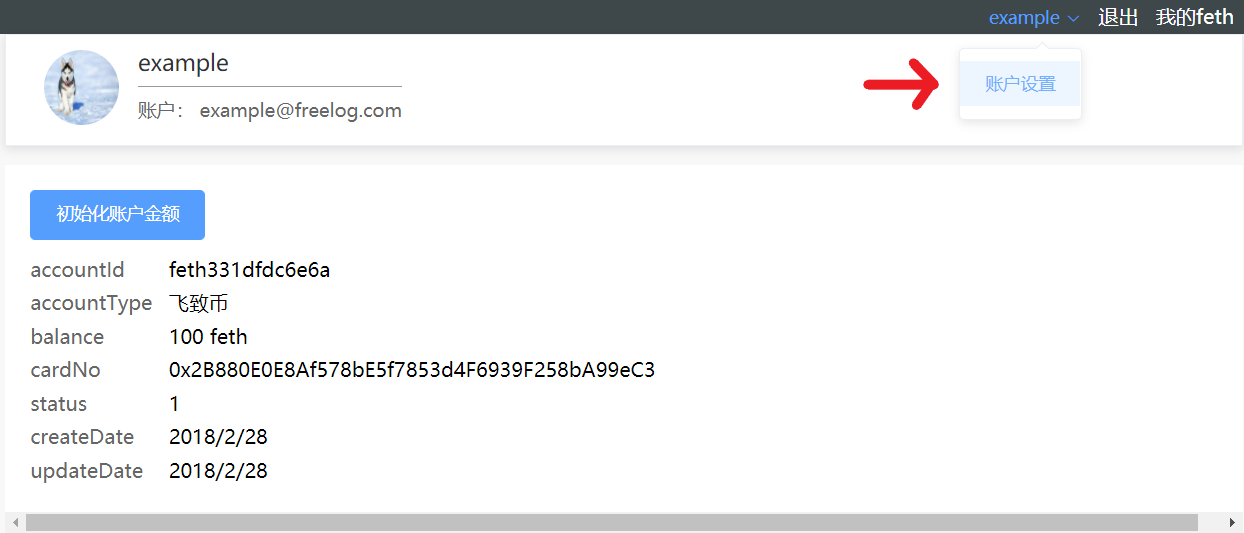 example 退出 我的feth
example
账户设置
账户： example@freelog.com
初始化账户金额
accountId feth331dfdc6e6a
accountType 飞致币
balance 100 feth
cardNo 0x2B880E0E8Af578bE5f7853d4F6939F258bA99eC3
status 1
createDate 2018/2/28
updateDate 2018/2/28